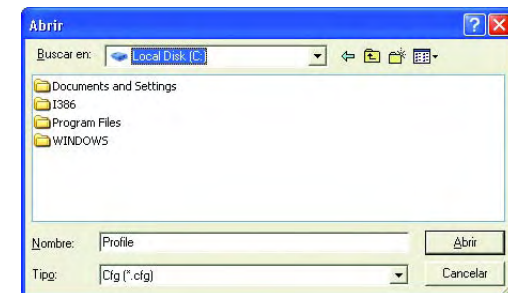 Abrir
Buscar en: Local Disk (C:)
Documents and Settings
I386
Program Files
WINDOWS
Nombre: Profile Abrir
Tipo: Cfg (*.cfg) Cancelar